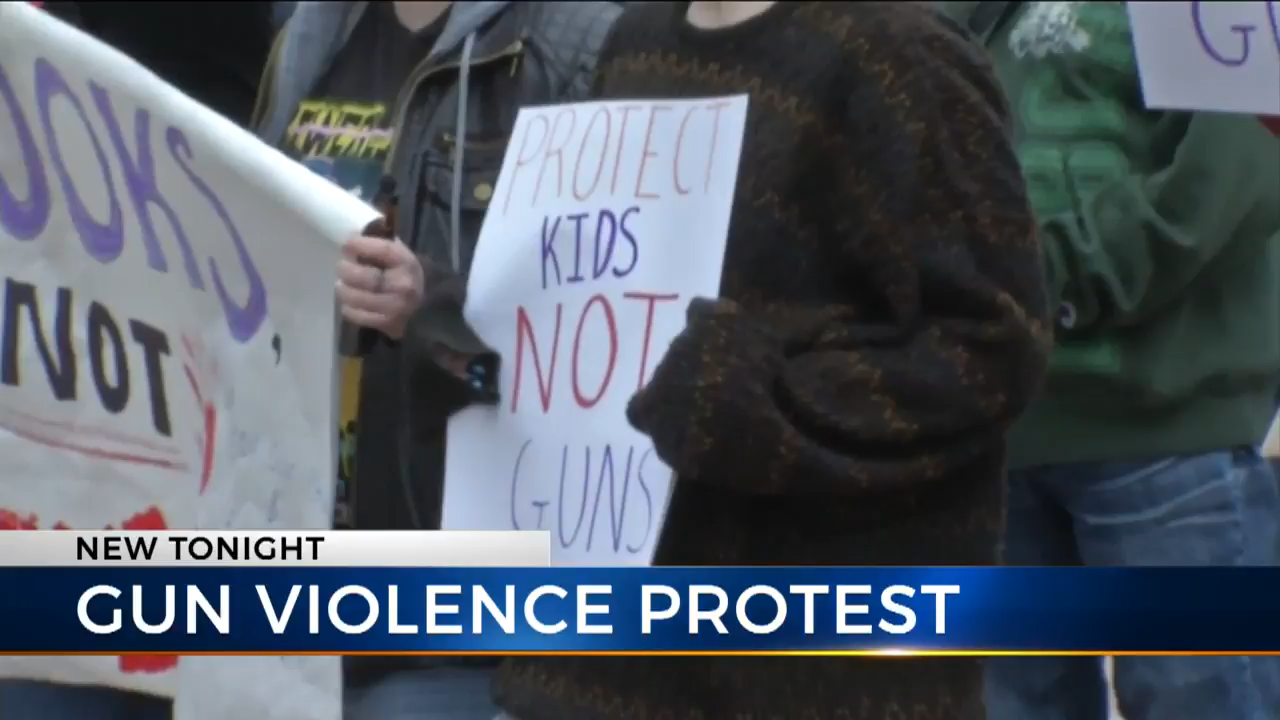 OOKS,
NOT
PROTECT
KIDS
NOT
GUNS
NEW TONIGHT
GUN VIOLENCE PROTEST